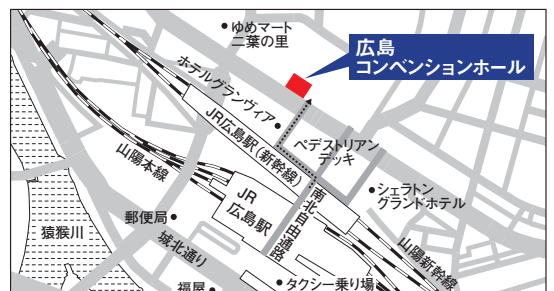 ゆめマート
二葉の里
広島
コンベンションホール
ホテルグランヴィア
JR広島駅(新幹線)
ペデストリアン
デッキ
山陽本線
JR
広島駅
南北自由通路
シェラトン
グランドホテル
郵便局
猿猴川
城北通り
山陽新幹線
福屋
タクシー乗り場